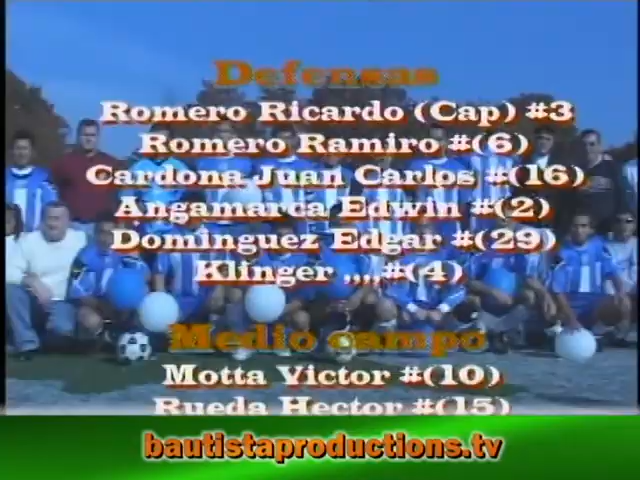 Defensas
Romero Ricardo (Cap) #3
Romero Ramiro #(6)
Cardona Juan Carlos #(16)
Angamarca Edwin #(2)
Dominguez Edgar #(29)
Klinger ,,,,#(4)
Medio campo
Motta Victor #(10)
Rueda Hector #(15)
bautistaproductions.tv